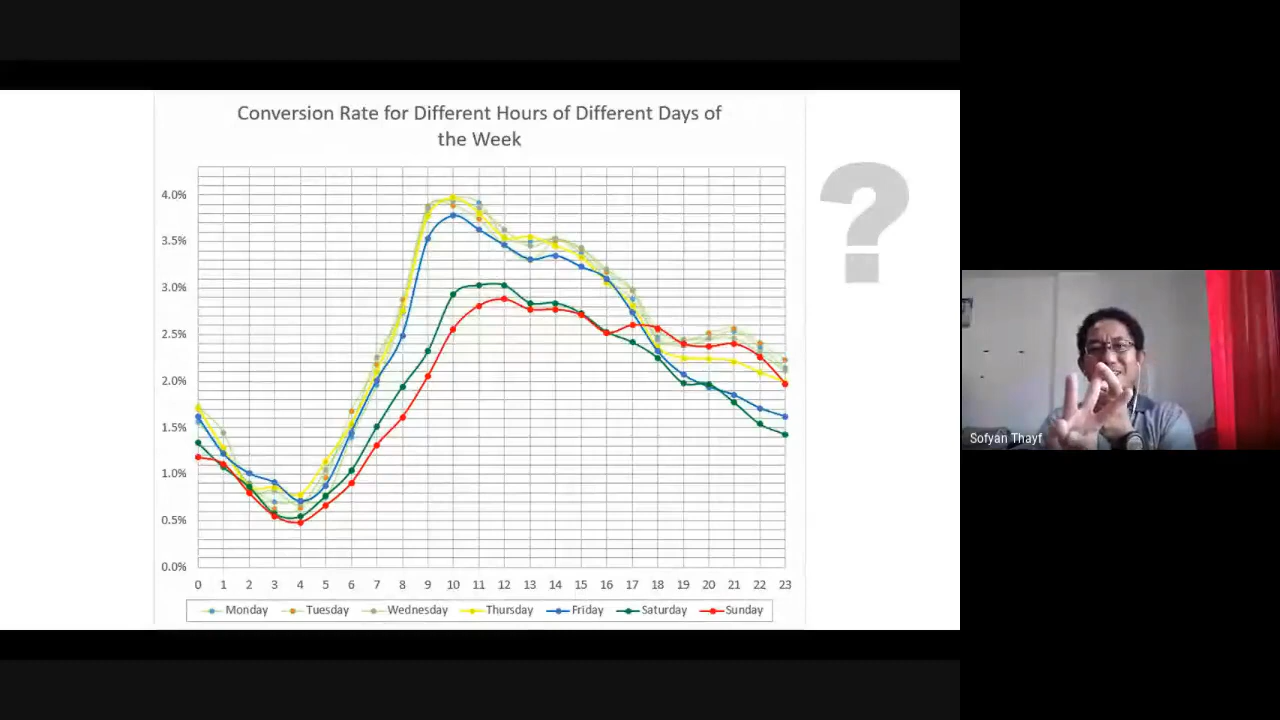 Conversion Rate for Different Hours of Different Days of
the Week
?
4.0%
3.5%
3.0%
2.5%
2.0%
1.5%
1.0%
0.5%
0.0%
0 1 2 3 4 5 6 7 8 9 10 11 12 13 14 15 16 17 18 19 20 21 22 23
Monday Tuesday Wednesday Thursday Friday Saturday Sunday
Sofyan Thayf